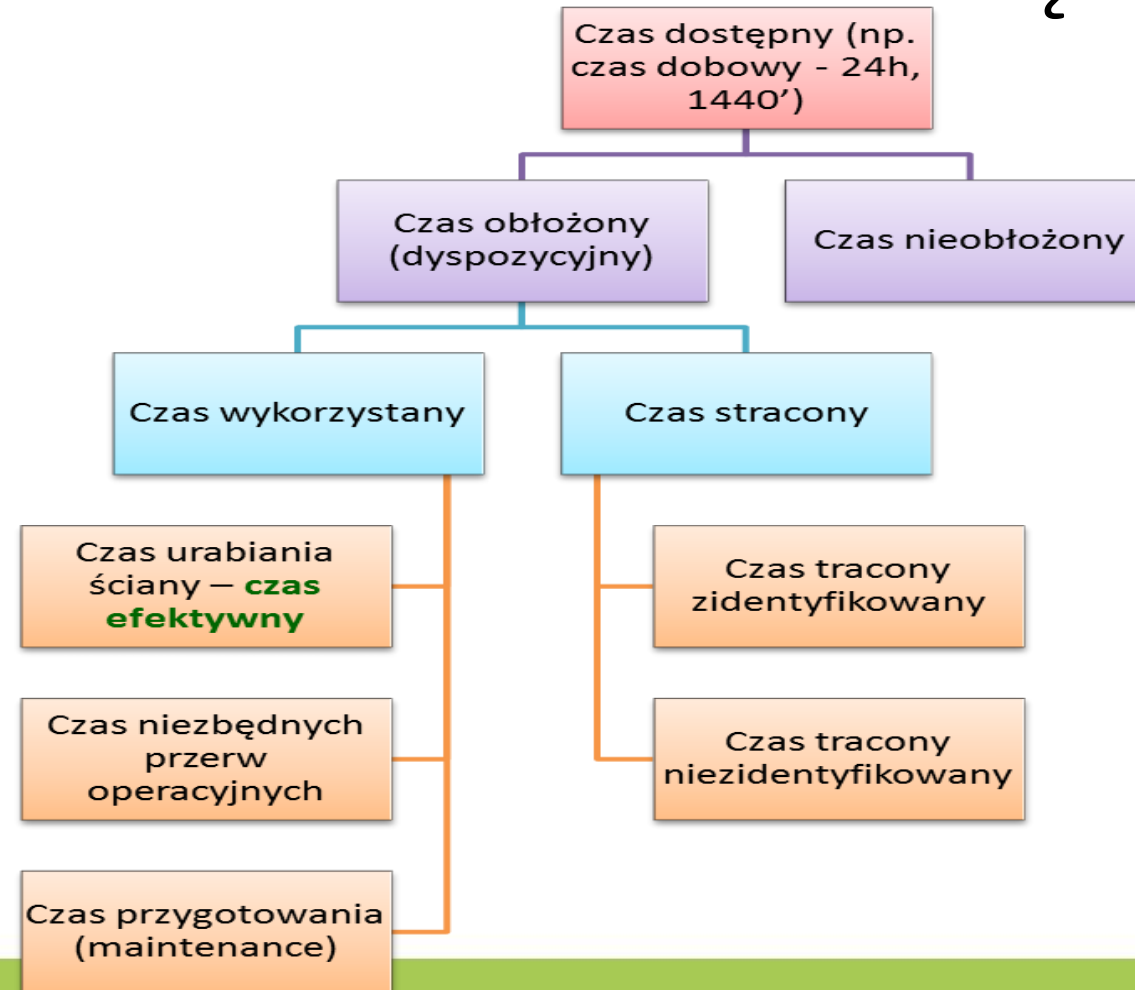 Czas dostępny (np.
czas dobowy - 24h,
1440’)
Czas obłożony
(dyspozycyjny)
Czas nieobłożony
Czas wykorzystany
Czas stracony
Czas urabiania
ściany – czas
efektywny
Czas tracony
zidentyfikowany
Czas niezbędnych
przerw
operacyjnych
Czas tracony
niezidentyfikowany
Czas przygotowania
(maintenance)